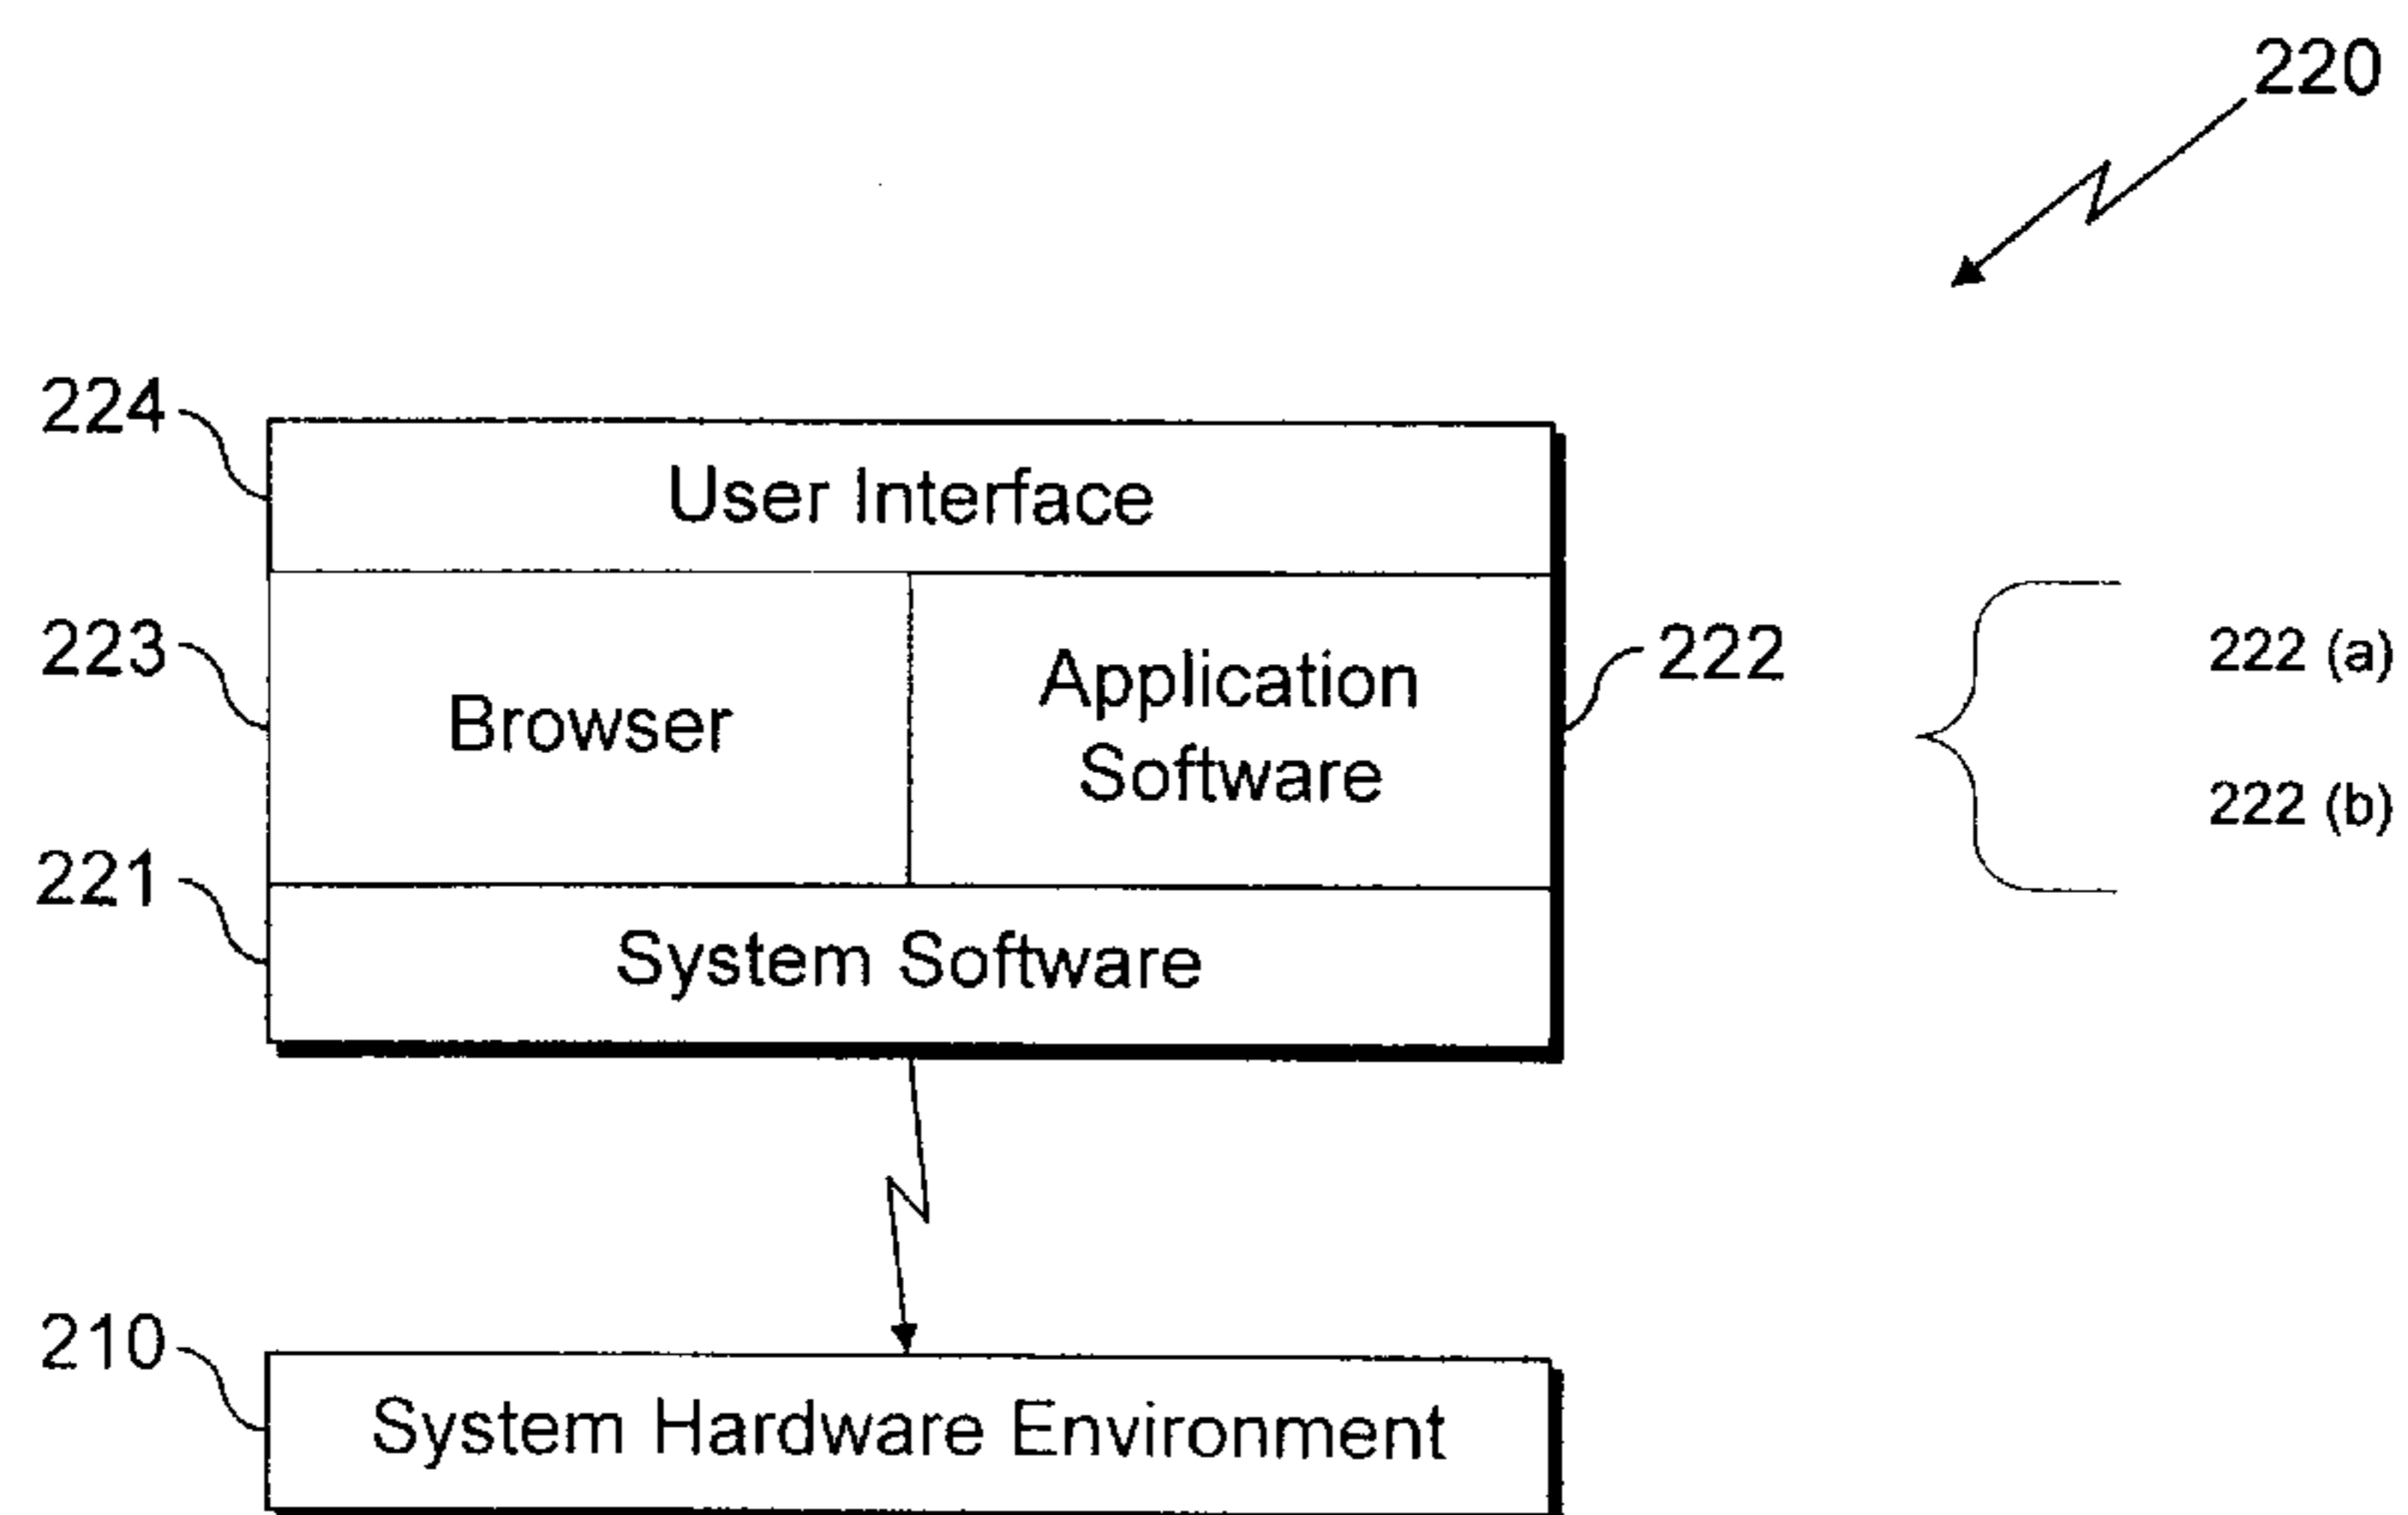 220
224
User Interface
223
Browser
Application
Software
222
222 (a)
222 (b)
221
System Software
210
System Hardware Environment